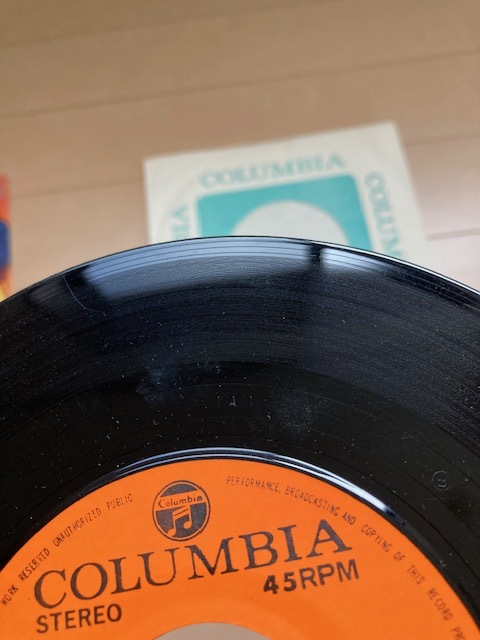 COLUMBIA
COLUMBIA
WORK RESERVED UNAUTHORIZED PUBLIC PERFORMANCE, BROADCASTING AND COPYING OF THIS RECORD
Columbia
COLUMBIA
STEREO
45RPM